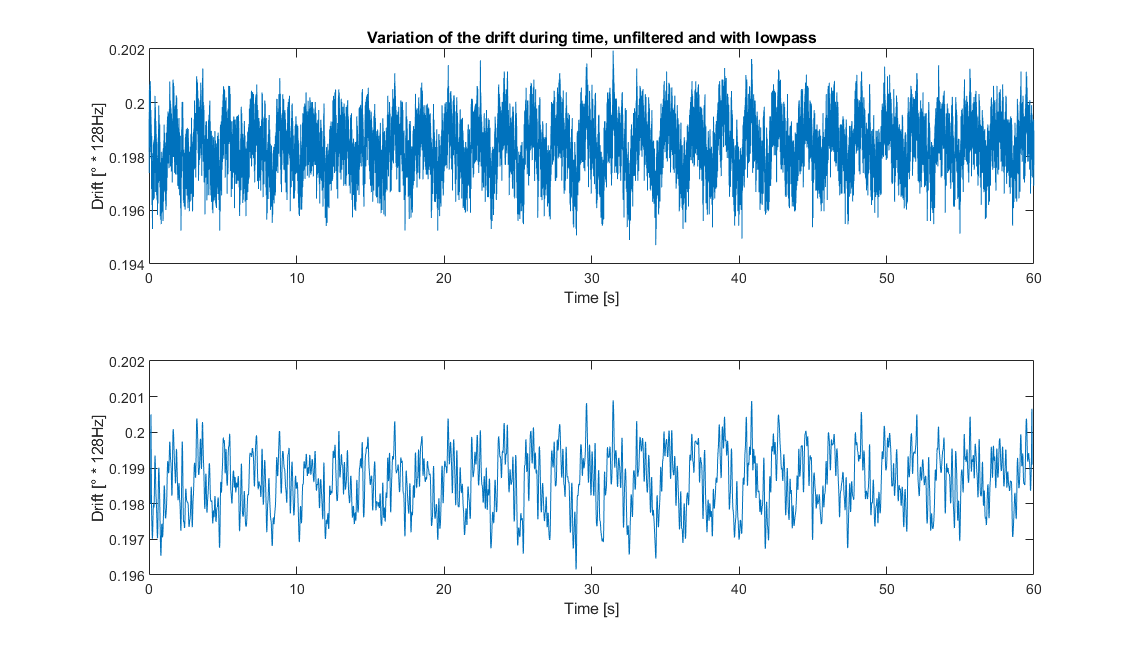 Variation of the drift during time, unfiltered and with lowpass
0.202
0.2
0.198
0.196
0.194
Drift [° * 128Hz]
0 10 20 30 40 50 60
Time [s]
0.202
0.201
0.2
0.199
0.198
0.197
0.196
Drift [° * 128Hz]
0 10 20 30 40 50 60
Time [s]